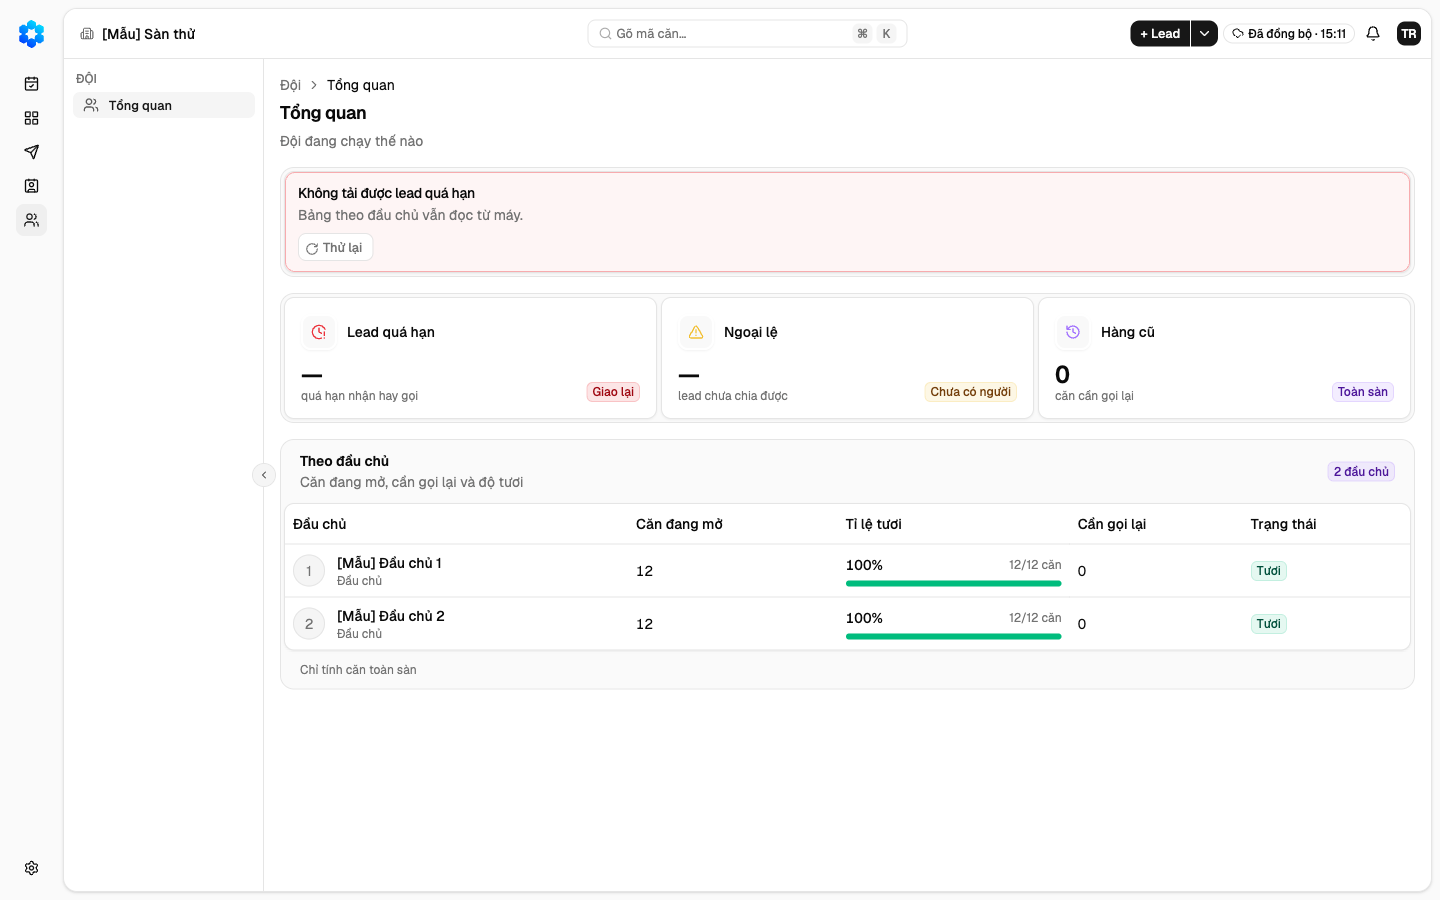 [Mẫu] Sàn thử
Gõ mã căn...
⌘ K
+ Lead
Đã đồng bộ · 15:11
TR
ĐỘI
Tổng quan
Đội > Tổng quan
Tổng quan
Đội đang chạy thế nào
Không tải được lead quá hạn
Bảng theo đầu chủ vẫn đọc từ máy.
Thử lại
Lead quá hạn
—
quá hạn nhận hay gọi
Giao lại
Ngoại lệ
—
lead chưa chia được
Chưa có người
Hàng cũ
0
căn cần gọi lại
Toàn sàn
Theo đầu chủ
Căn đang mở, cần gọi lại và độ tươi
2 đầu chủ
Đầu chủ Căn đang mở Tỉ lệ tươi Cần gọi lại Trạng thái
1 [Mẫu] Đầu chủ 1 12 100% 12/12 căn 0 Tươi
Đầu chủ
2 [Mẫu] Đầu chủ 2 12 100% 12/12 căn 0 Tươi
Đầu chủ
Chỉ tính căn toàn sàn